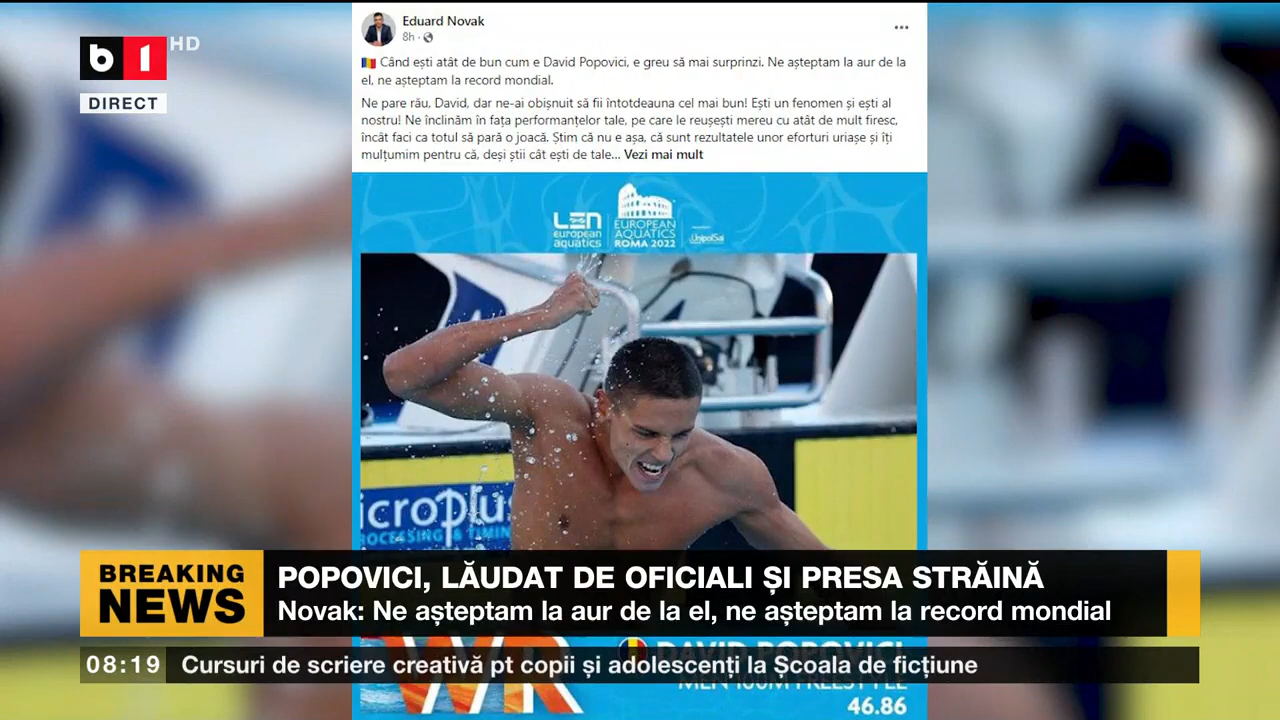 b1 HD
DIRECT
Eduard Novak
8h ·
Când ești atât de bun cum e David Popovici, e greu să mai surprinzi. Ne așteptam la aur de la
el, ne așteptam la record mondial.
Ne pare rău, David, dar ne-ai obișnuit să fii întotdeauna cel mai bun! Ești un fenomen și ești al
nostru! Ne înclinăm în fața performanțelor tale, pe care le reușești mereu cu atât de mult firesc,
încât faci ca totul să pară o joacă. Știm că nu e așa, că sunt rezultatele unor eforturi uriașe și îți
mulțumim pentru că, deși știi cât ești de tale... Vezi mai mult
LEN
european
aquatics
EUROPEAN
AQUATICS
ROMA 2022
UnipolSai
icroplus
ROCESSING & TIMIN
BREAKING
NEWS
POPOVICI, LĂUDAT DE OFICIALI ȘI PRESA STRĂINĂ
Novak: Ne așteptam la aur de la el, ne așteptam la record mondial
WR
DAVID POPOVICI
08:19 Cursuri de scriere creativă pt copii și adolescenți la Școala de ficțiune
MEN 100M FREESTYLE
46.86